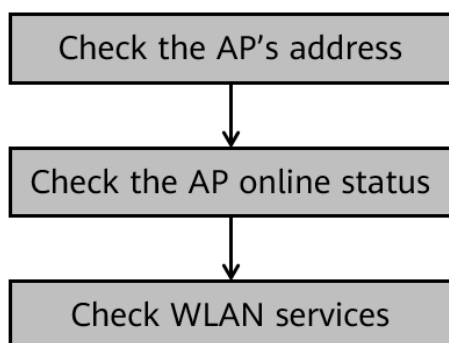 Check the AP’s address
Check the AP online status
Check WLAN services